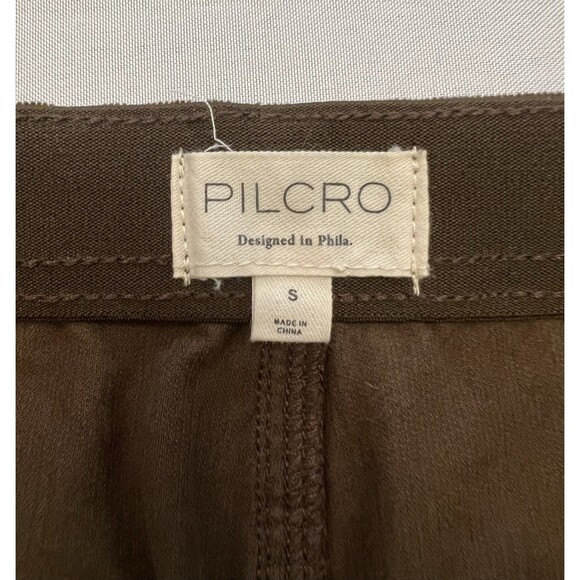 PILCRO
Designed in Phila.
S
MADE IN
CHINA